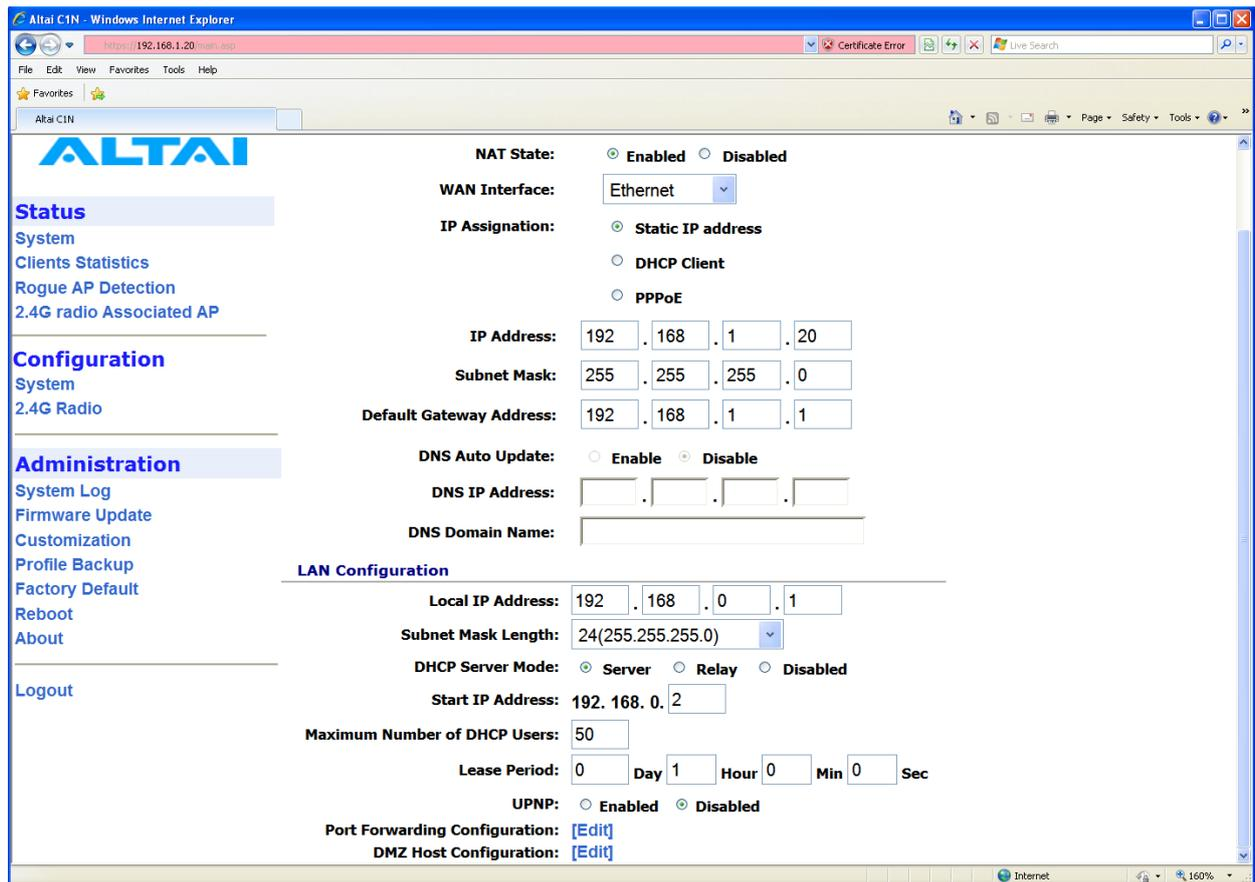 Altai C1N - Windows Internet Explorer
https://192.168.1.20/main.asp
Certificate Error
Live Search
File Edit View Favorites Tools Help
Favorites
Altai C1N
Page Safety Tools
ALTAI
Status
System
Clients Statistics
Rogue AP Detection
2.4G radio Associated AP
Configuration
System
2.4G Radio
Administration
System Log
Firmware Update
Customization
Profile Backup
Factory Default
Reboot
About
Logout
NAT State: Enabled Disabled
WAN Interface: Ethernet
IP Assignation: Static IP address
DHCP Client
PPPoE
IP Address: 192 . 168 . 1 . 20
Subnet Mask: 255 . 255 . 255 . 0
Default Gateway Address: 192 . 168 . 1 . 1
DNS Auto Update: Enable Disable
DNS IP Address: . . .
DNS Domain Name:
LAN Configuration
Local IP Address: 192 . 168 . 0 . 1
Subnet Mask Length: 24(255.255.255.0)
DHCP Server Mode: Server Relay Disabled
Start IP Address: 192. 168. 0. 2
Maximum Number of DHCP Users: 50
Lease Period: 0 Day 1 Hour 0 Min 0 Sec
UPNP: Enabled Disabled
Port Forwarding Configuration: [Edit]
DMZ Host Configuration: [Edit]
Internet
160%